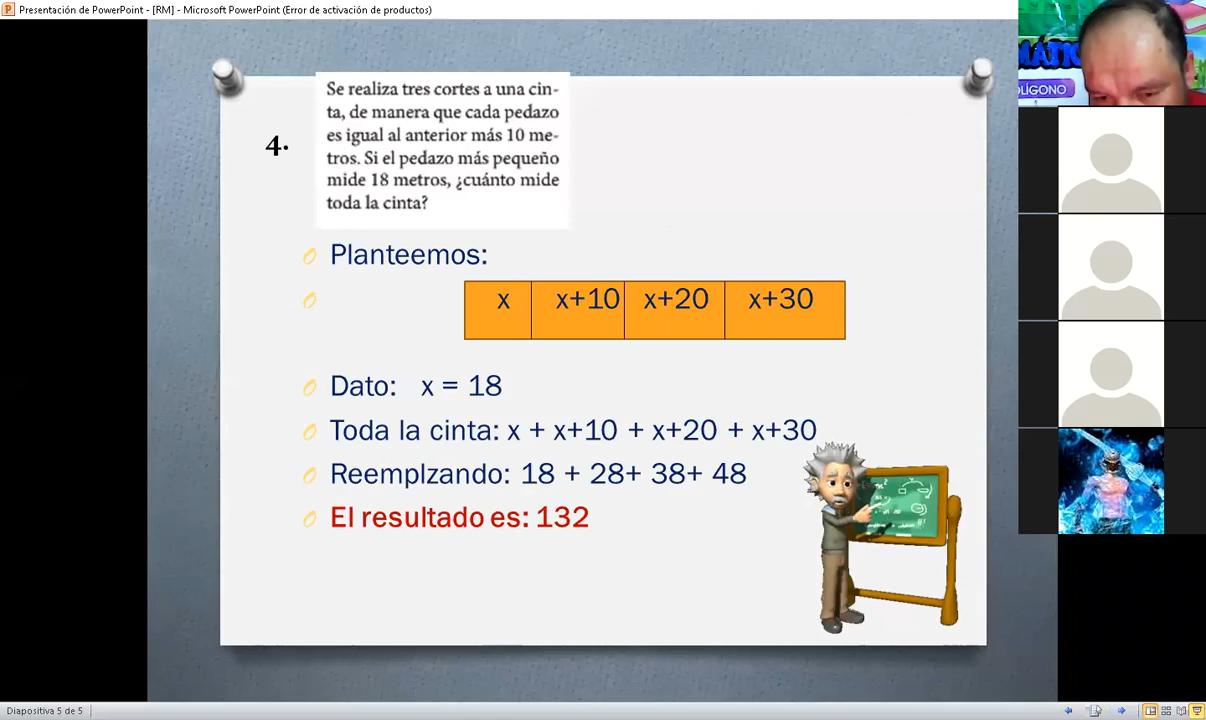 Presentación de PowerPoint - [RM] - Microsoft PowerPoint (Error de activación de productos)
4.
Se realiza tres cortes a una cin-
ta, de manera que cada pedazo
es igual al anterior más 10 me-
tros. Si el pedazo más pequeño
mide 18 metros, ¿cuánto mide
toda la cinta?
Planteemos:
x x+10 x+20 x+30
Dato: x = 18
Toda la cinta: x + x+10 + x+20 + x+30
Reemplzando: 18 + 28+ 38+ 48
El resultado es: 132
OLÍGONO
Diapositiva 5 de 5